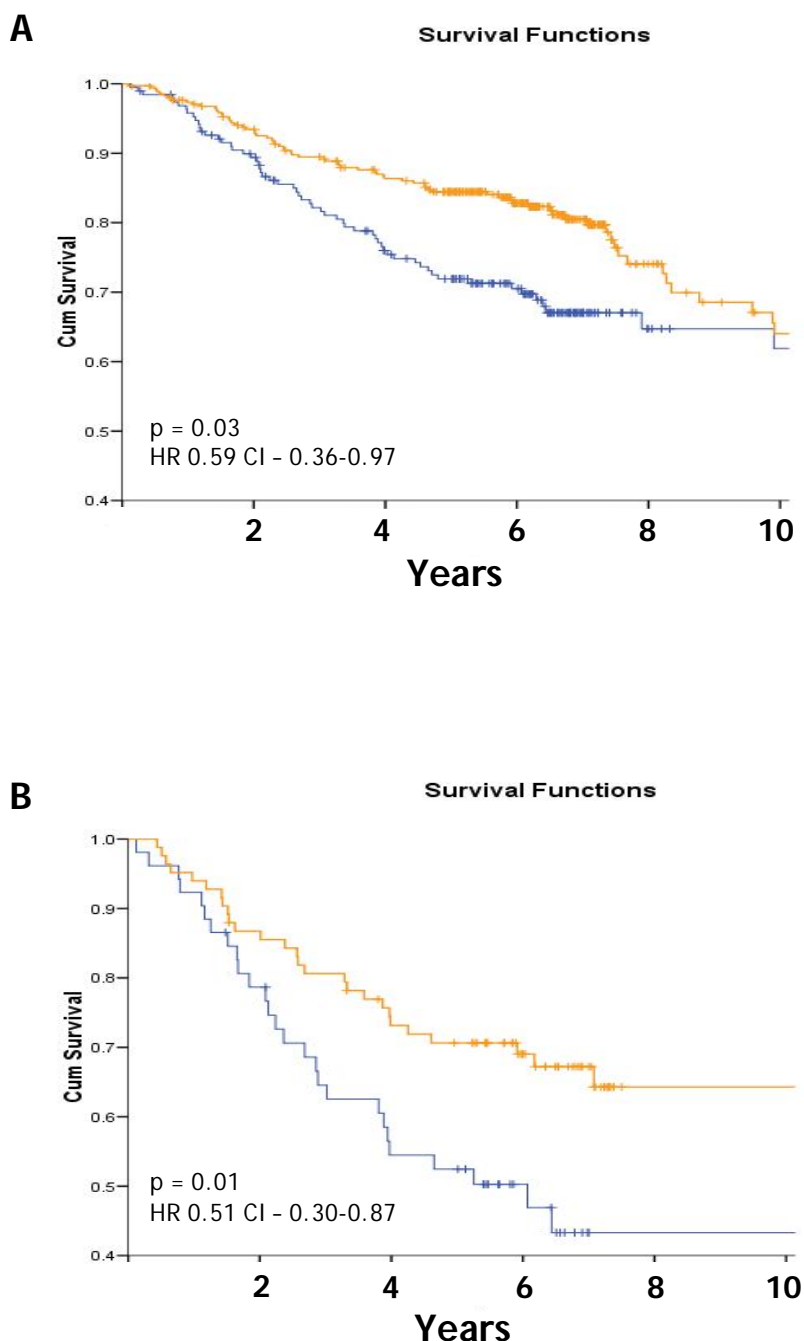 A
Survival Functions
1.0
0.9
0.8
0.7
0.6
0.5
0.4
Cum Survival
p = 0.03
HR 0.59 CI – 0.36-0.97
2 4 6 8 10
Years
B
Survival Functions
1.0
0.9
0.8
0.7
0.6
0.5
0.4
Cum Survival
p = 0.01
HR 0.51 CI – 0.30-0.87
2 4 6 8 10
Years